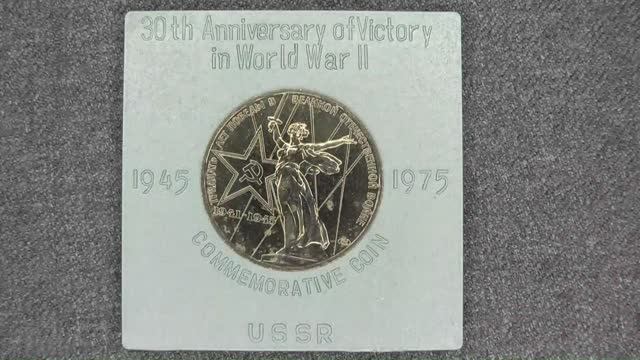 30th Anniversary of Victory
in World War II
ТРИДЦАТЬ ЛЕТ ПОБЕДЫ В ВЕЛИКОЙ ОТЕЧЕСТВЕННОЙ ВОЙНЕ
1945
1975
1941-1945
COMMEMORATIVE COIN
USSR